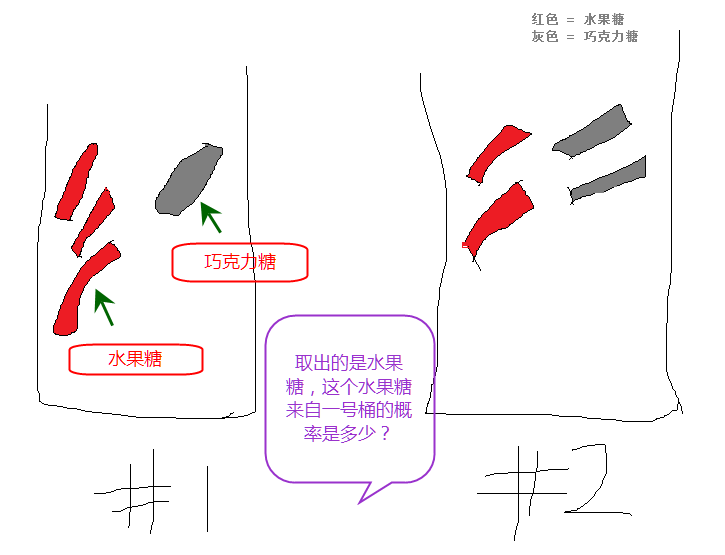 红色 = 水果糖
灰色 = 巧克力糖
巧克力糖
水果糖
取出的是水果
糖，这个水果糖
来自一号桶的概
率是多少？
#1
#2